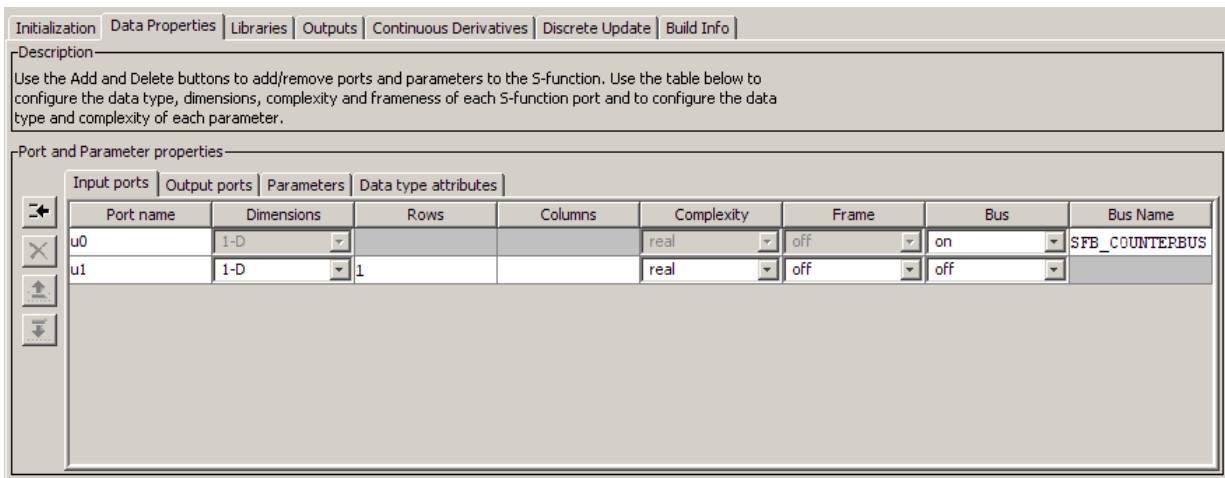 Initialization Data Properties Libraries Outputs Continuous Derivatives Discrete Update Build Info
Description
Use the Add and Delete buttons to add/remove ports and parameters to the S-function. Use the table below to
configure the data type, dimensions, complexity and frameness of each S-function port and to configure the data
type and complexity of each parameter.
Port and Parameter properties
Input ports Output ports Parameters Data type attributes
Port name Dimensions Rows Columns Complexity Frame Bus Bus Name
u0 1-D real off on SFB_COUNTERBUS
u1 1-D 1 real off off